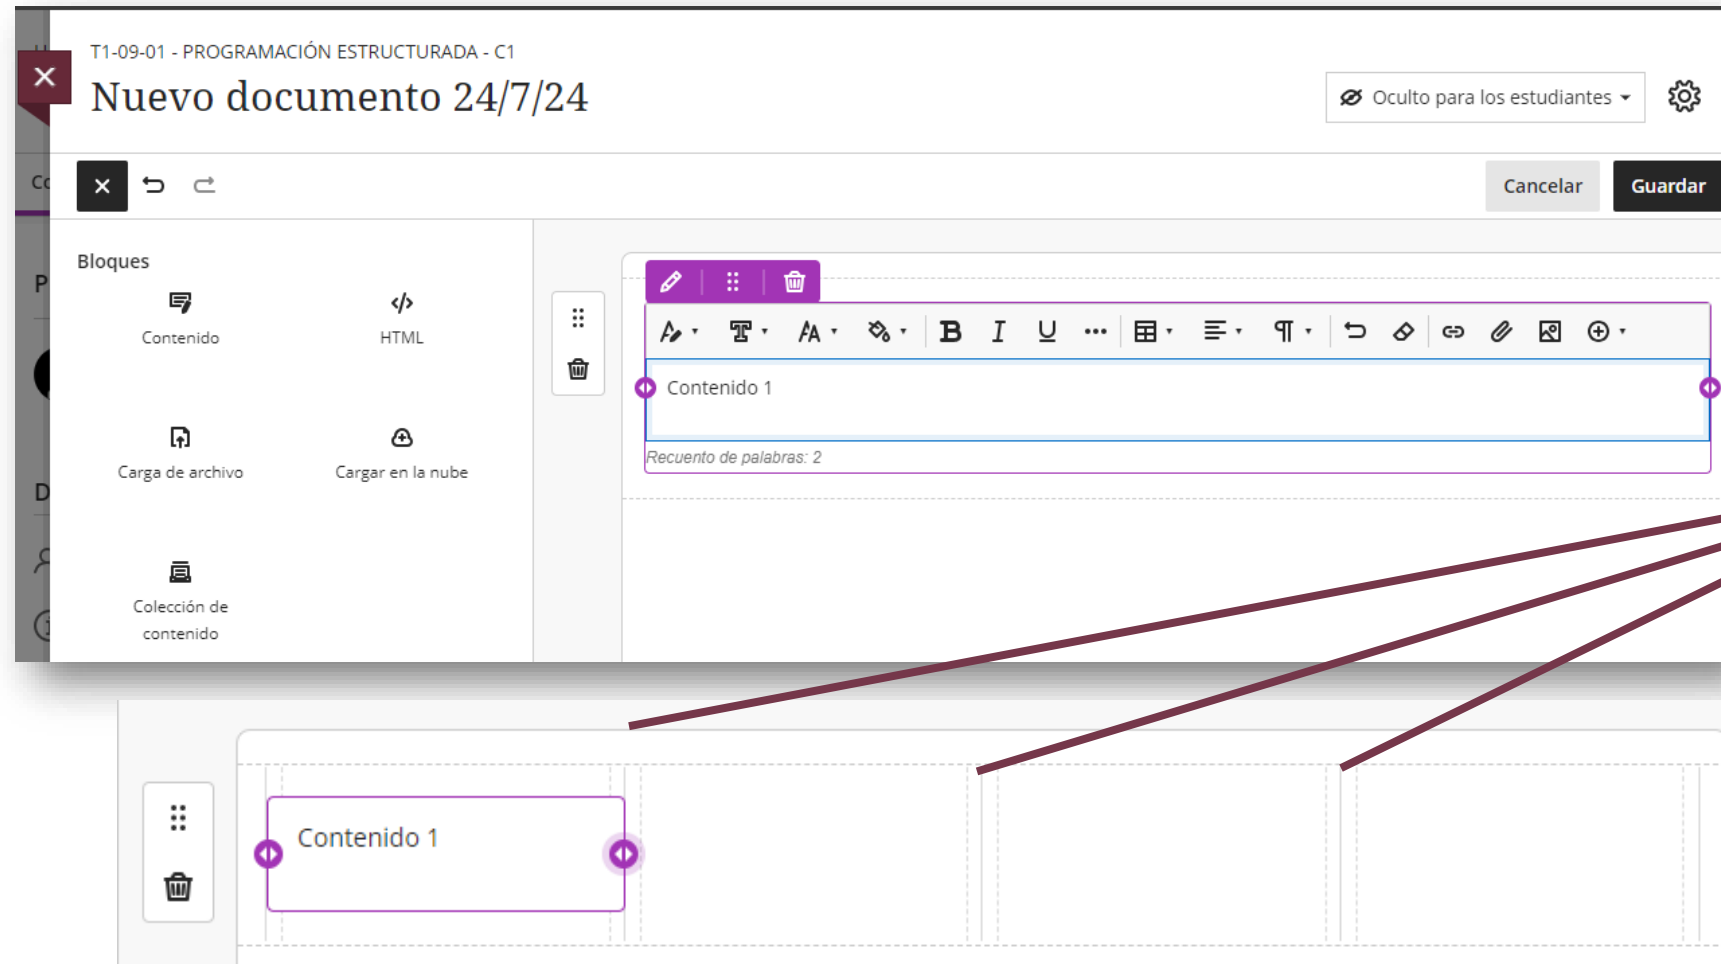 T1-09-01 - PROGRAMACIÓN ESTRUCTURADA - C1
Nuevo documento 24/7/24
Oculto para los estudiantes
Cancelar
Guardar
Bloques
Contenido
HTML
Carga de archivo
Cargar en la nube
Colección de
contenido
Contenido 1
Recuento de palabras: 2
Contenido 1